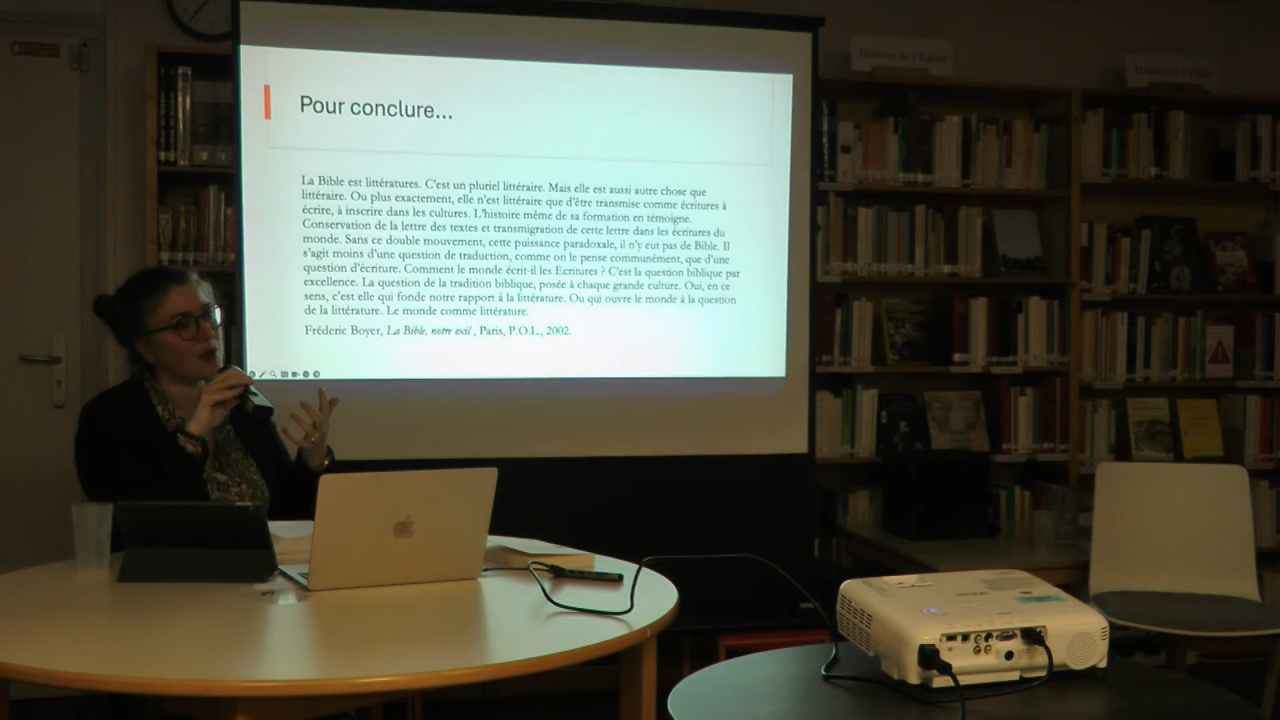 Pour conclure...
La Bible est littératures. C'est un pluriel littéraire. Mais elle est aussi autre chose que
littéraire. Ou plus exactement, elle n'est littéraire que d'être transmise comme écritures à
écrire, à inscrire dans les cultures. L'histoire même de sa formation en témoigne.
Conservation de la lettre des textes et transmigration de cette lettre dans les écritures du
monde. Sans ce double mouvement, cette puissance paradoxale, il n'y eut pas de Bible. Il
s'agit moins d'une question de traduction, comme on le pense communément, que d'une
question d'écriture. Comment le monde écrit-il les Ecritures ? C'est la question biblique par
excellence. La question de la tradition biblique, posée à chaque grande culture. Oui, en ce
sens, c'est elle qui fonde notre rapport à la littérature. Ou qui ouvre le monde à la question
de la littérature. Le monde comme littérature.
Fréderic Boyer, La Bible, notre exil , Paris, P.O.L., 2002.
Histoire de l'Eglise